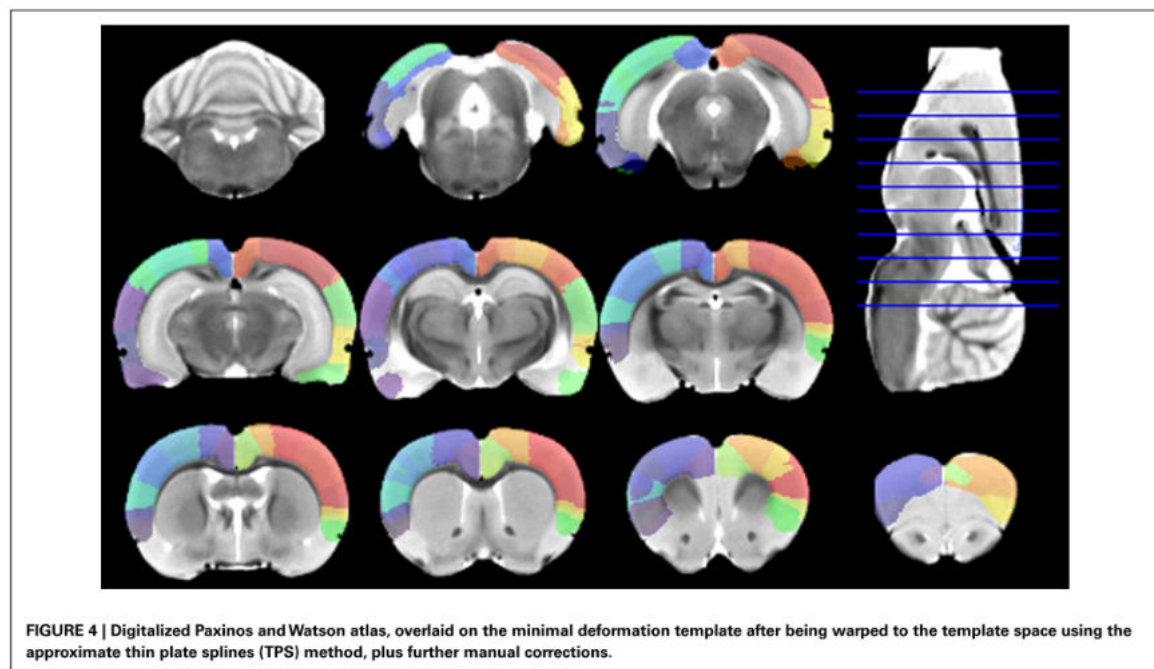 FIGURE 4 | Digitalized Paxinos and Watson atlas, overlaid on the minimal deformation template after being warped to the template space using the
approximate thin plate splines (TPS) method, plus further manual corrections.